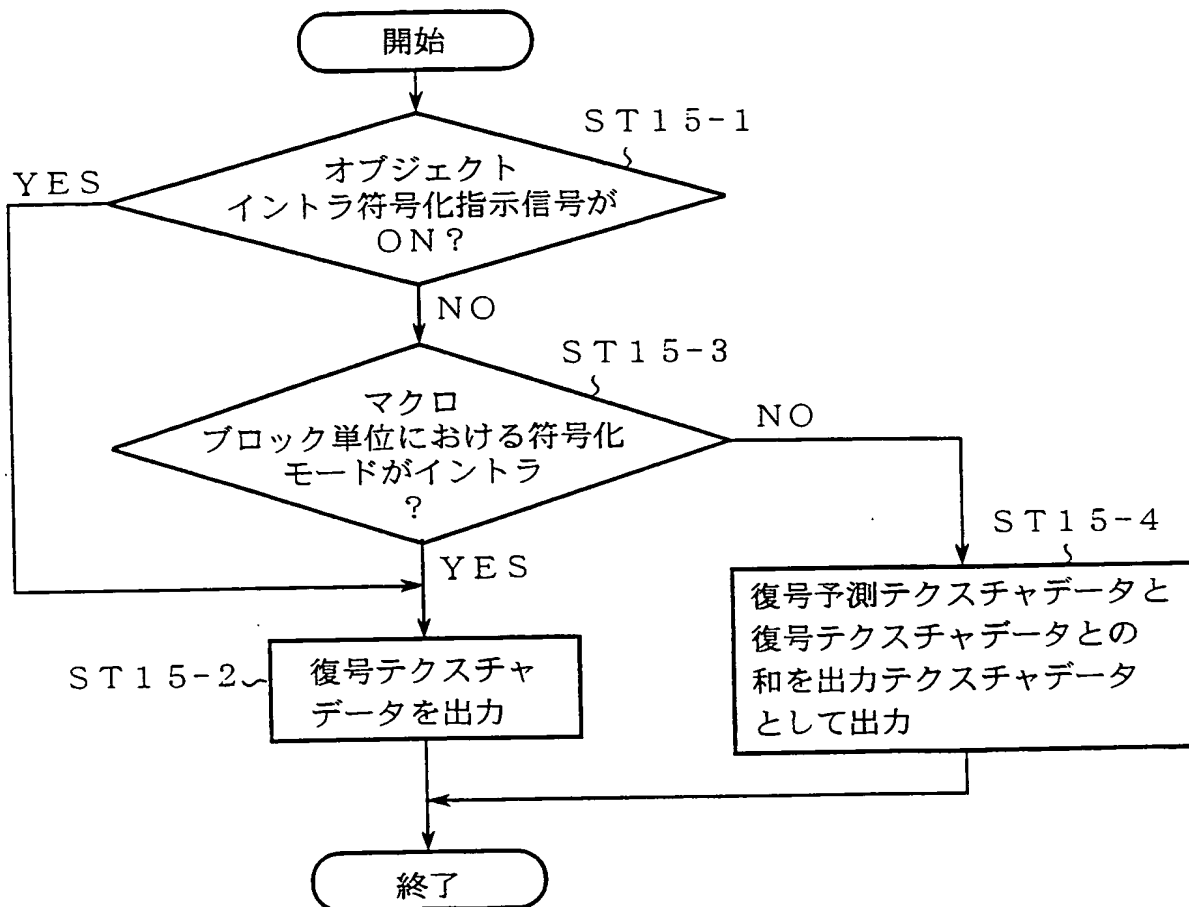 開始
ST15-1
YES
オブジェクト
イントラ符号化指示信号が
ON?
NO
ST15-3
マクロ
ブロック単位における符号化
モードがイントラ
?
NO
YES
ST15-4
復号予測テクスチャデータと
復号テクスチャデータとの
和を出力テクスチャデータ
として出力
ST15-2
復号テクスチャ
データを出力
終了